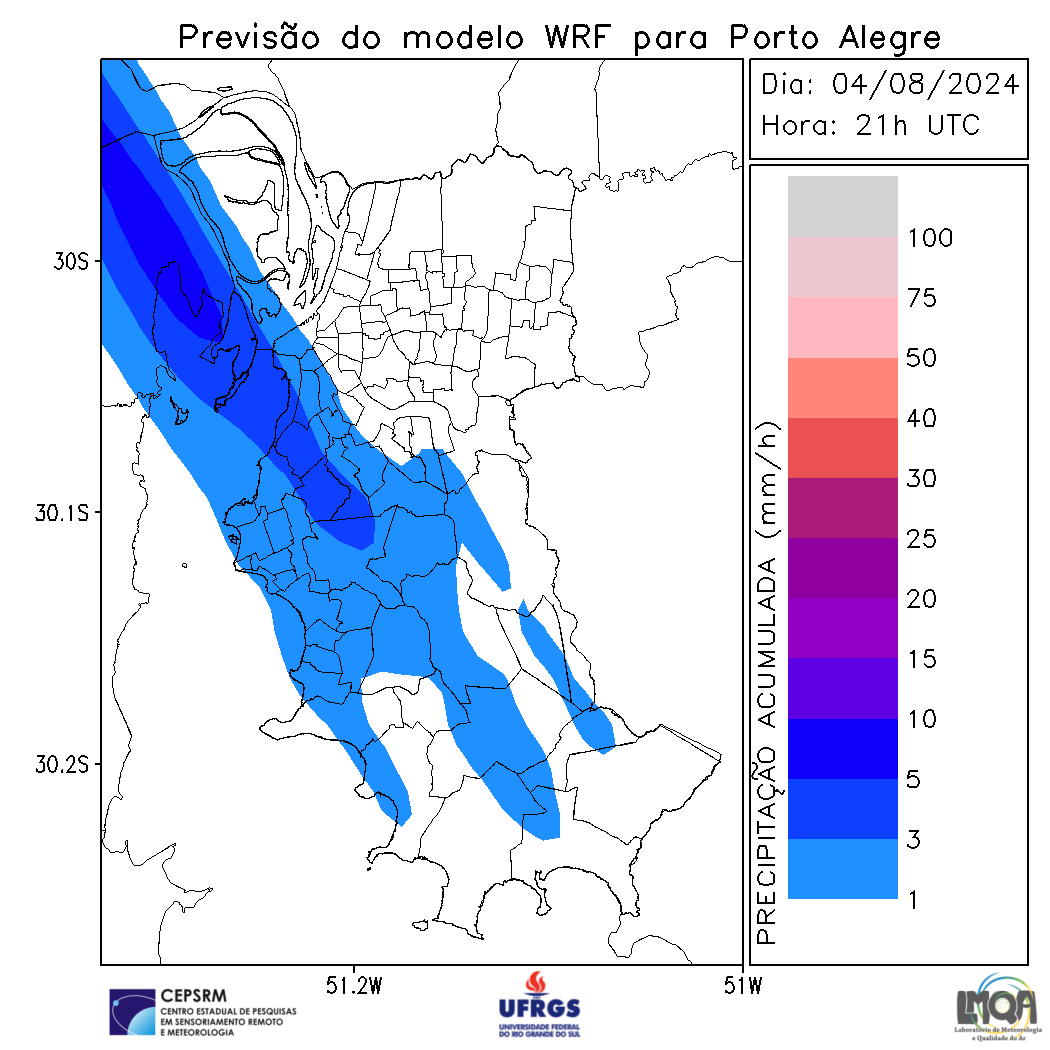 Previsão do modelo WRF para Porto Alegre
Dia: 04/08/2024
Hora: 21h UTC
30S
30.1S
30.2S
51.2W
51W
PRECIPITAÇÃO ACUMULADA (mm/h)
100
75
50
40
30
25
20
15
10
5
3
1
CEPSRM
CENTRO ESTADUAL DE PESQUISAS
EM SENSORIAMENTO REMOTO
E METEOROLOGIA
UFRGS
UNIVERSIDADE FEDERAL
DO RIO GRANDE DO SUL
LMQA
Laboratório de Meteorologia
e Qualidade do Ar